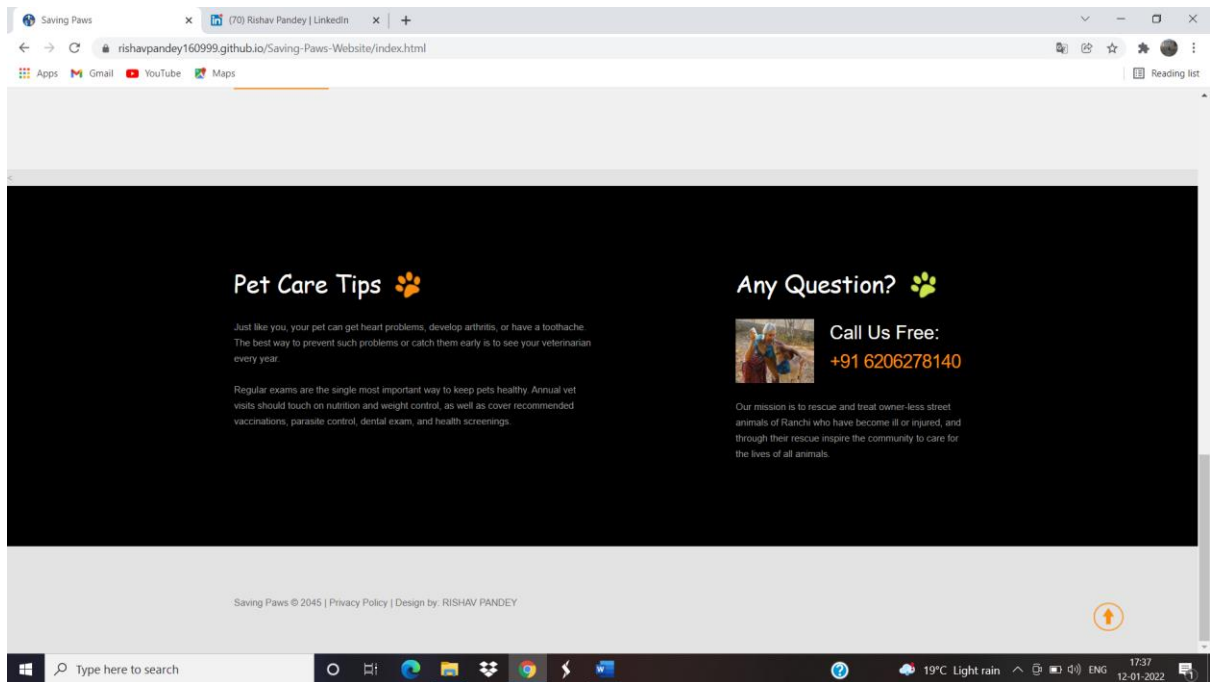 Saving Paws
(70) Rishav Pandey | LinkedIn
rishavpandey160999.github.io/Saving-Paws-Website/index.html
Apps Gmail YouTube Maps
Reading list
<
Pet Care Tips
Just like you, your pet can get heart problems, develop arthritis, or have a toothache.
The best way to prevent such problems or catch them early is to see your veterinarian
every year.
Regular exams are the single most important way to keep pets healthy. Annual vet
visits should touch on nutrition and weight control, as well as cover recommended
vaccinations, parasite control, dental exam, and health screenings.
Any Question?
Call Us Free:
+91 6206278140
Our mission is to rescue and treat owner-less street
animals of Ranchi who have become ill or injured, and
through their rescue inspire the community to care for
the lives of all animals.
Saving Paws © 2045 | Privacy Policy | Design by: RISHAV PANDEY
Type here to search
19°C Light rain
ENG
17:37
12-01-2022